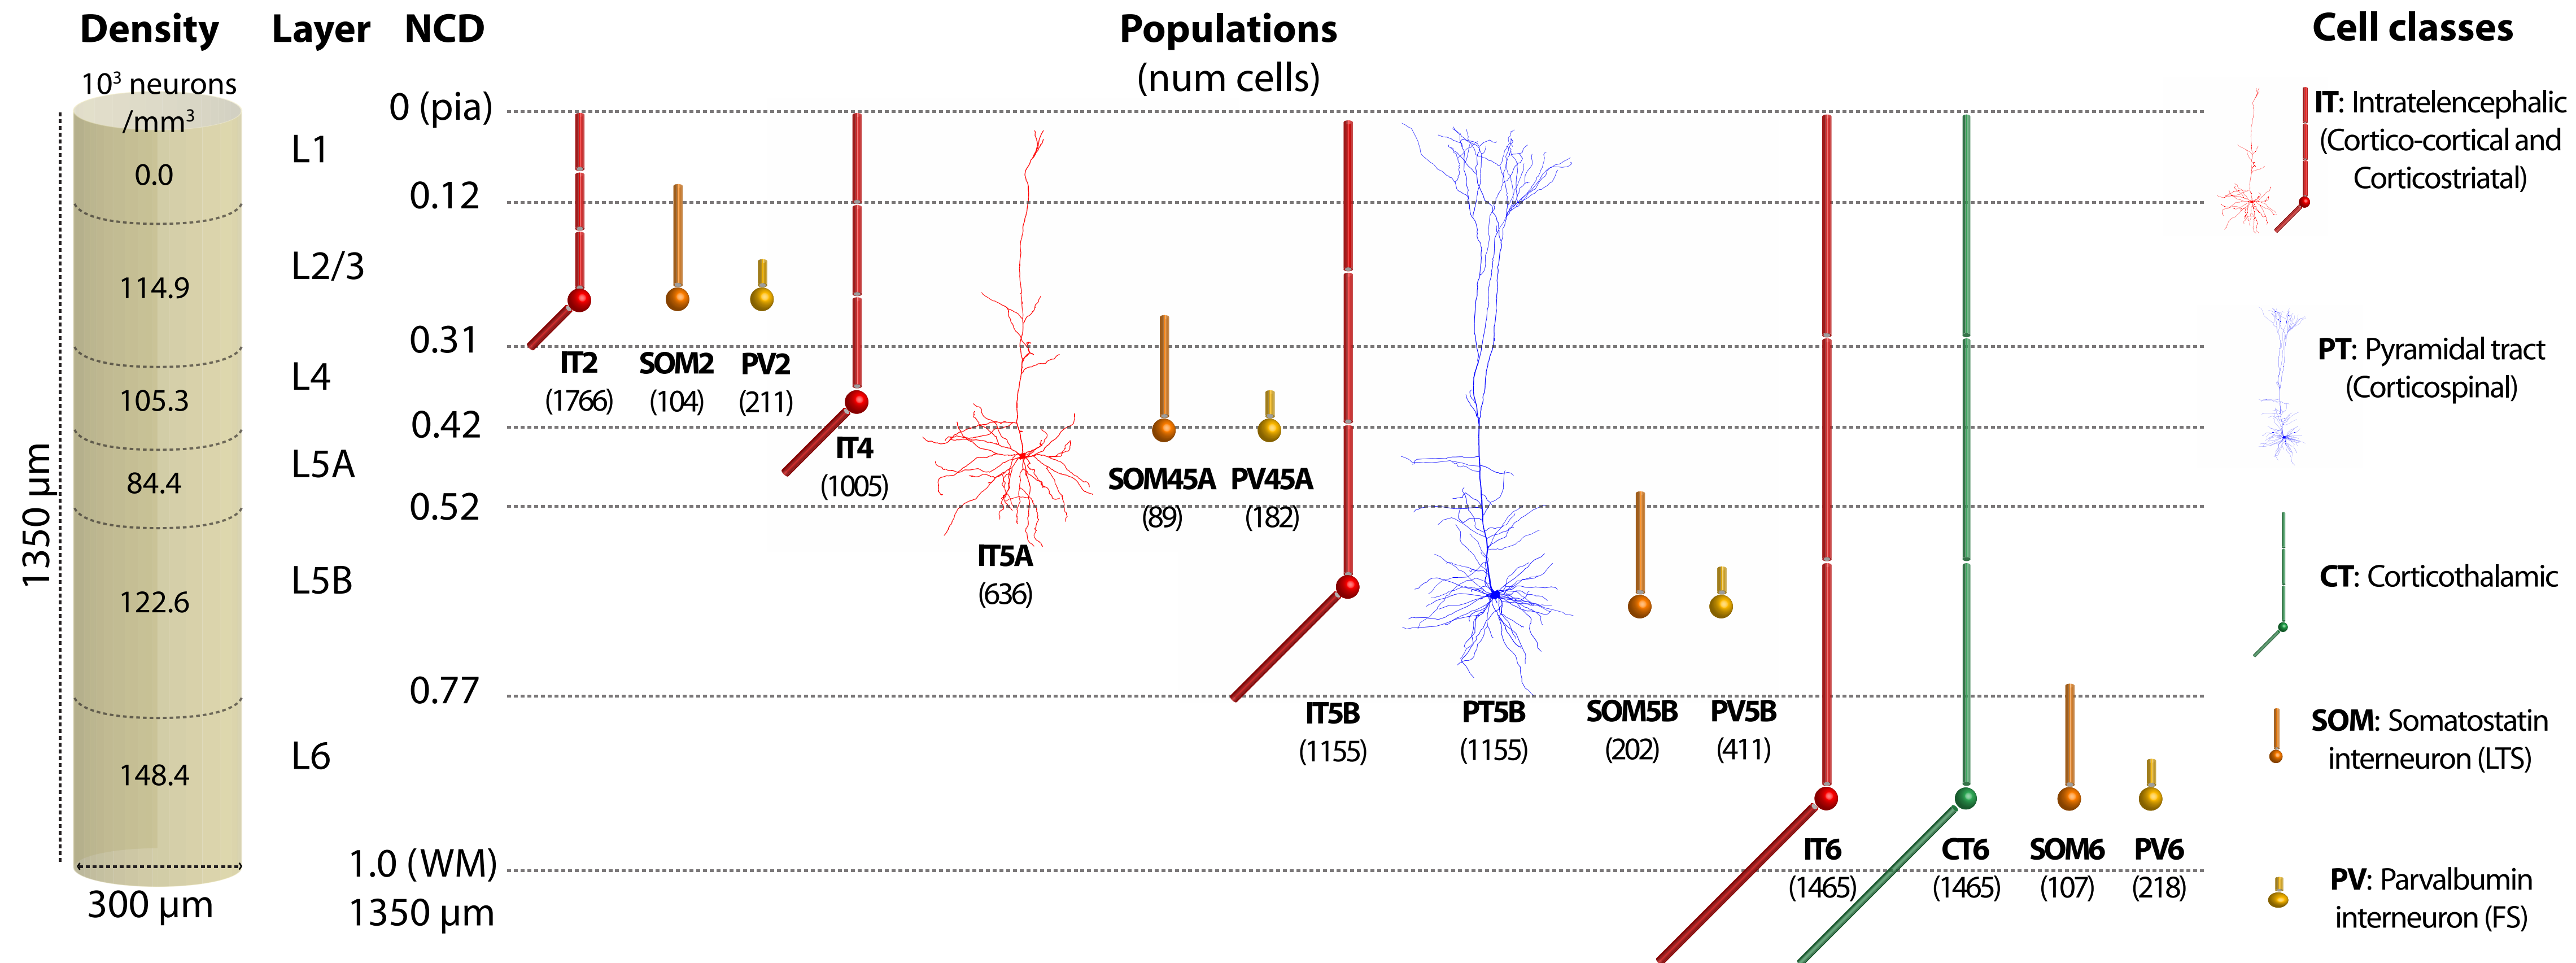 Density
Layer
NCD
Populations
(num cells)
Cell classes
10³ neurons
/mm³
0.0
114.9
105.3
84.4
122.6
148.4
1350 µm
300 µm
L1
L2/3
L4
L5A
L5B
L6
0 (pia)
0.12
0.31
0.42
0.52
0.77
1.0 (WM)
1350 µm
IT2
(1766)
SOM2
(104)
PV2
(211)
IT4
(1005)
IT5A
(636)
SOM45A
(89)
PV45A
(182)
IT5B
(1155)
PT5B
(1155)
SOM5B
(202)
PV5B
(411)
IT6
(1465)
CT6
(1465)
SOM6
(107)
PV6
(218)
IT: Intratelencephalic
(Cortico-cortical and
Corticostriatal)
PT: Pyramidal tract
(Corticospinal)
CT: Corticothalamic
SOM: Somatostatin
interneuron (LTS)
PV: Parvalbumin
interneuron (FS)